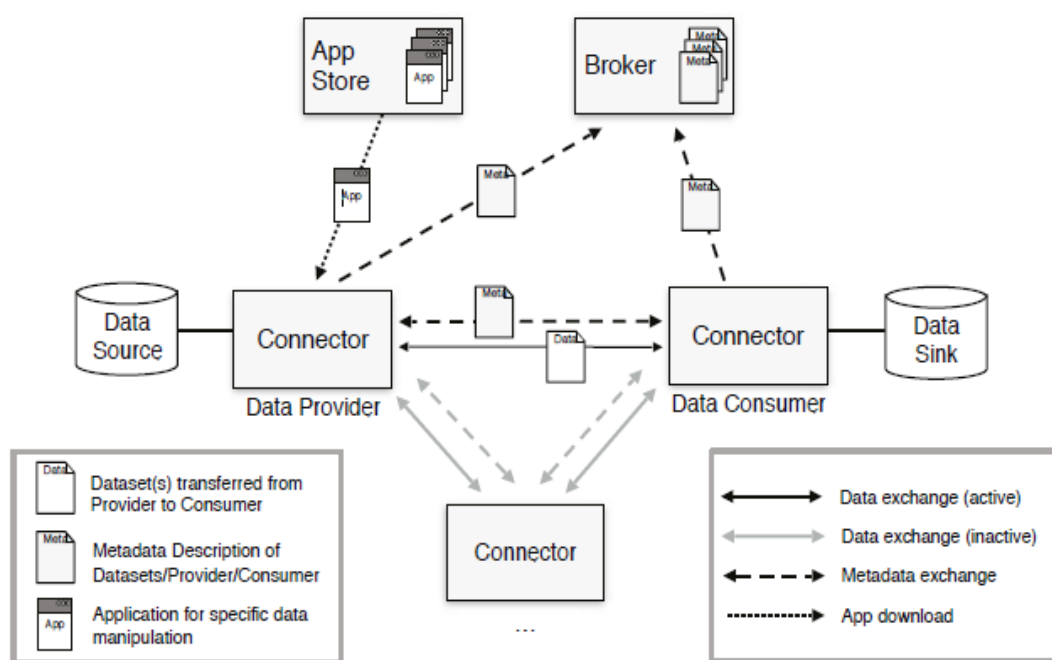 App
Store
App
Broker
Meta
Meta
Meta
App
Meta
Meta
Data
Source
Connector
Meta
Data
Connector
Data
Sink
Data Provider
Data Consumer
Connector
...
Data
Dataset(s) transferred from
Provider to Consumer
Meta
Metadata Description of
Datasets/Provider/Consumer
App
Application for specific data
manipulation
Data exchange (active)
Data exchange (inactive)
Metadata exchange
App download